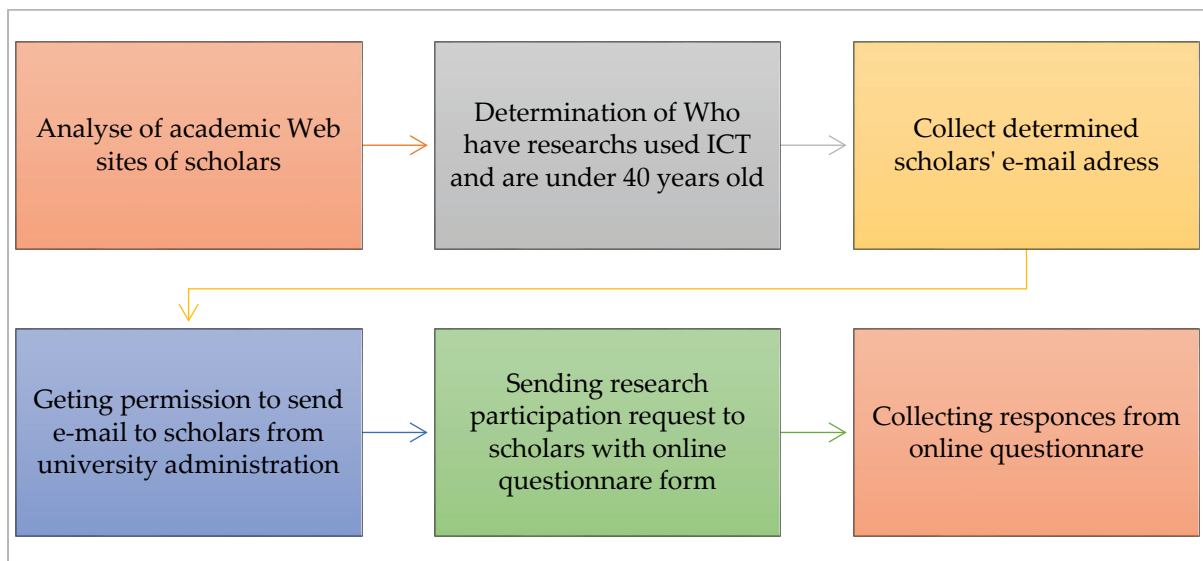 Analyse of academic Web
sites of scholars
Determination of Who
have researchs used ICT
and are under 40 years old
Collect determined
scholars' e-mail adress
Geting permission to send
e-mail to scholars from
university administration
Sending research
participation request to
scholars with online
questionnare form
Collecting responces from
online questionnare